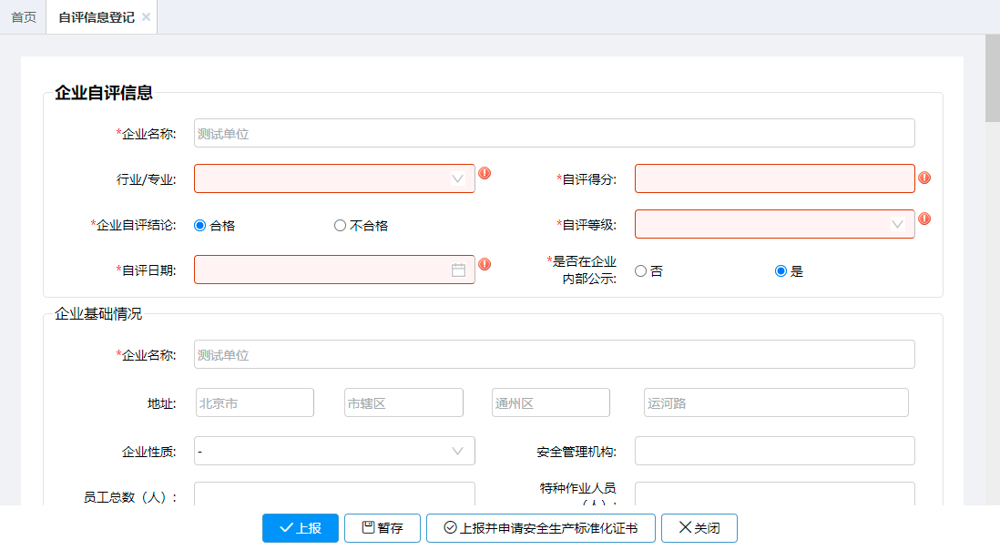 首页 自评信息登记
企业自评信息
*企业名称: 测试单位
行业/专业: *自评得分:
*企业自评结论: 合格 不合格 *自评等级:
*自评日期: *是否在企业
内部公示: 否 是
企业基础情况
*企业名称: 测试单位
地址: 北京市 市辖区 通州区 运河路
企业性质: - 安全管理机构:
员工总数（人）: 特种作业人员
（人）:
上报 暂存 上报并申请安全生产标准化证书 关闭